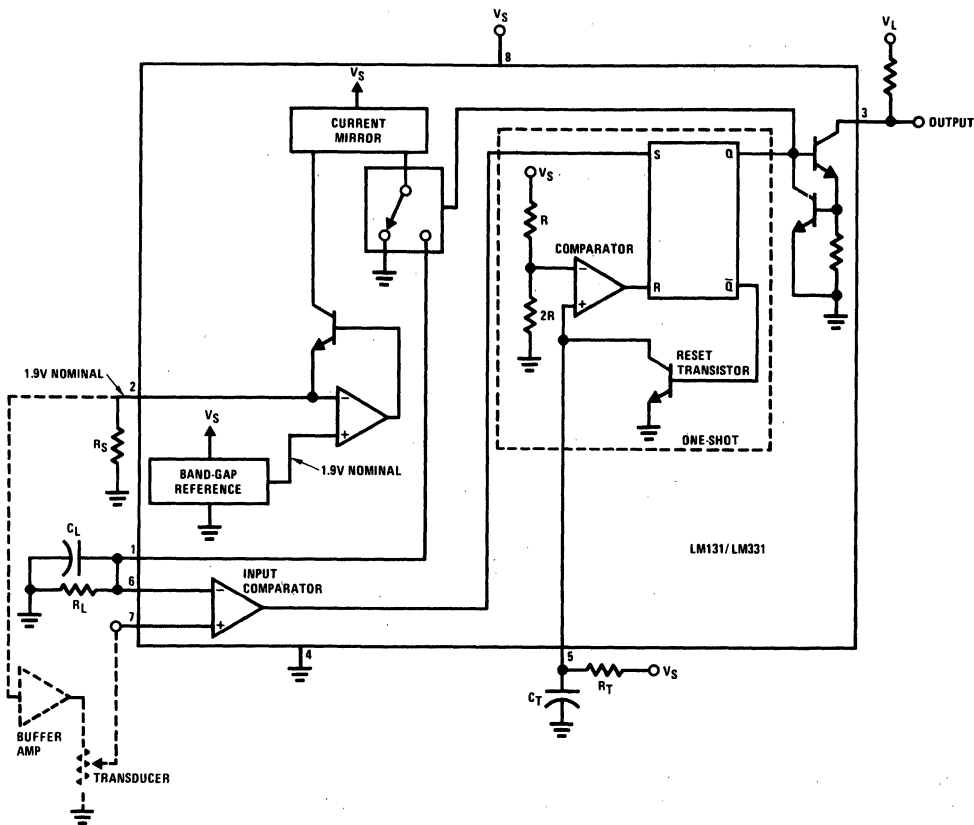 VS
VL
8
VS
3
OUTPUT
CURRENT
MIRROR
S
Q
VS
R
COMPARATOR
−
+
R
Q̅
2R
RESET
TRANSISTOR
1.9V NOMINAL
2
−
+
VS
RS
1.9V NOMINAL
ONE-SHOT
BAND-GAP
REFERENCE
CL
1
LM131/LM331
INPUT
COMPARATOR
6
−
RL
7
+
4
5
RT
VS
CT
BUFFER
AMP
TRANSDUCER